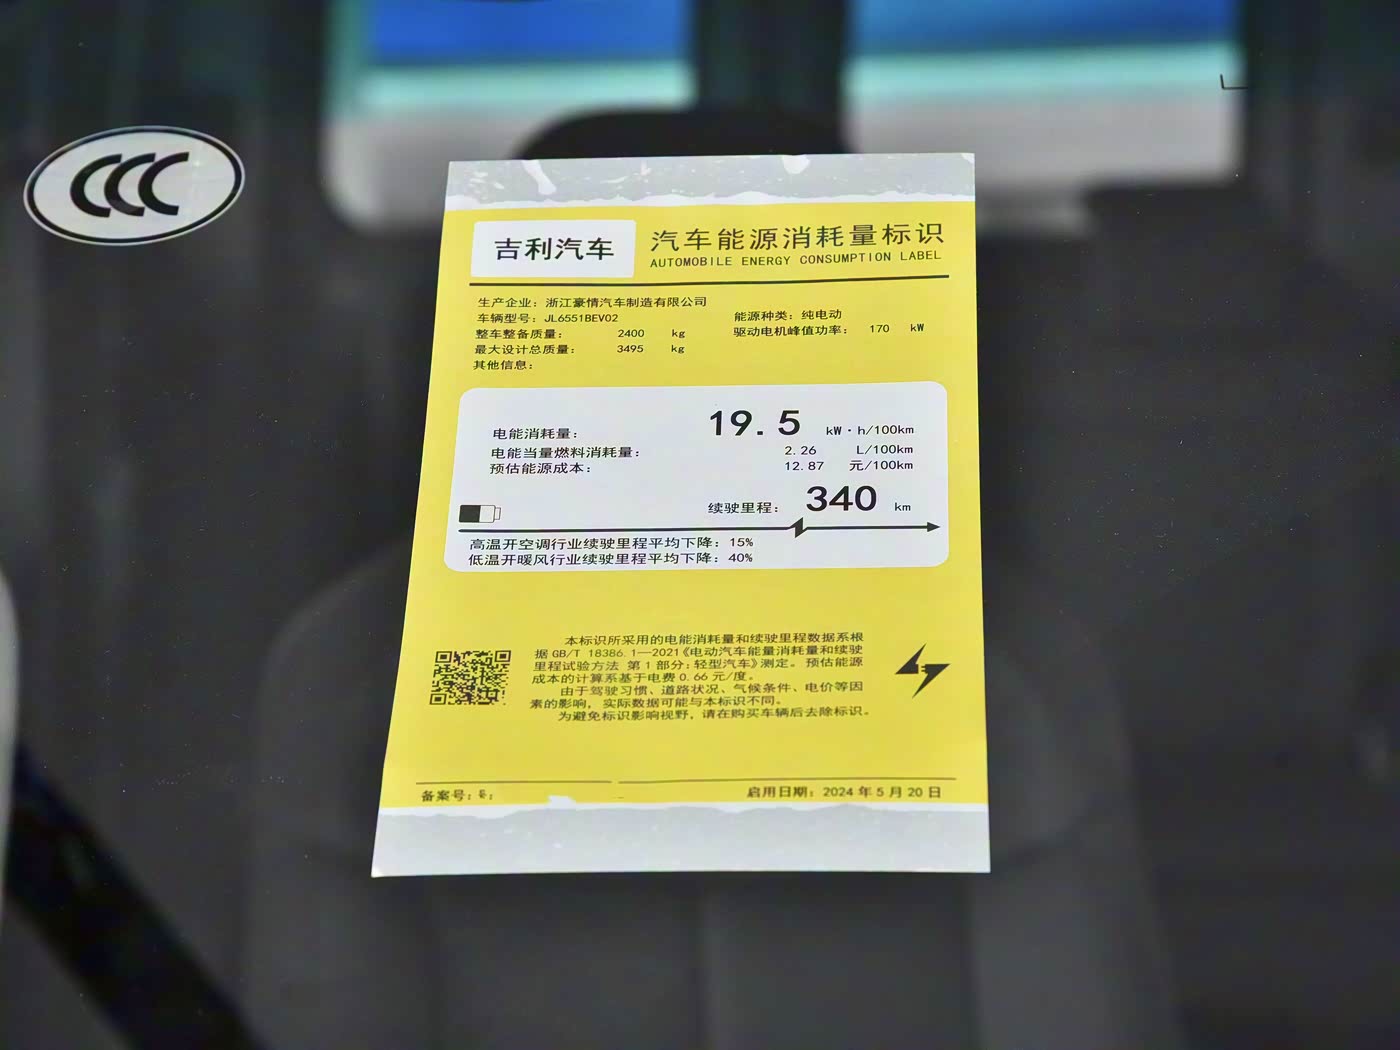 CCC
吉利汽车
汽车能源消耗量标识
AUTOMOBILE ENERGY CONSUMPTION LABEL
生产企业：浙江豪情汽车制造有限公司
车辆型号：JL6551BEV02
能源种类：纯电动
整车整备质量： 2400 kg
驱动电机峰值功率： 170 kW
最大设计总质量： 3495 kg
其他信息：
电能消耗量： 19.5 kW·h/100km
电能当量燃料消耗量： 2.26 L/100km
预估能源成本： 12.87 元/100km
续驶里程： 340 km
高温开空调行业续驶里程平均下降：15%
低温开暖风行业续驶里程平均下降：40%
本标识所采用的电能消耗量和续驶里程数据系根
据 GB/T 18386.1—2021《电动汽车能量消耗量和续驶
里程试验方法 第1部分：轻型汽车》测定。预估能源
成本的计算系基于电费0.66元/度。
由于驾驶习惯、道路状况、气候条件、电价等因
素的影响，实际数据可能与本标识不同。
为避免标识影响视野，请在购买车辆后去除标识。
备案号：
启用日期：2024年5月20日